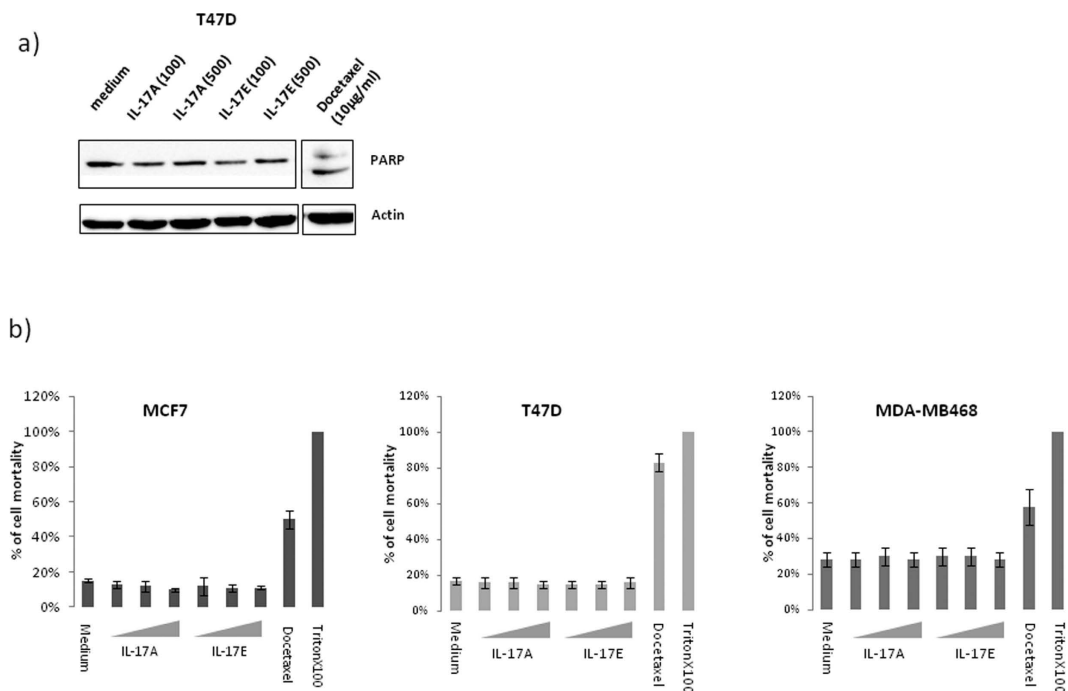 T47D
a)
medium
IL-17A(100)
IL-17A(500)
IL-17E(100)
IL-17E(500)
Docetaxel
(10µg/ml)
PARP
Actin
b)
MCF7
% of cell mortality
120%
100%
80%
60%
40%
20%
0%
Medium
IL-17A
IL-17E
Docetaxel
TritonX100
T47D
% of cell mortality
120%
100%
80%
60%
40%
20%
0%
Medium
IL-17A
IL-17E
Docetaxel
TritonX100
MDA-MB468
% of cell mortality
120%
100%
80%
60%
40%
20%
0%
Medium
IL-17A
IL-17E
Docetaxel
TritonX100